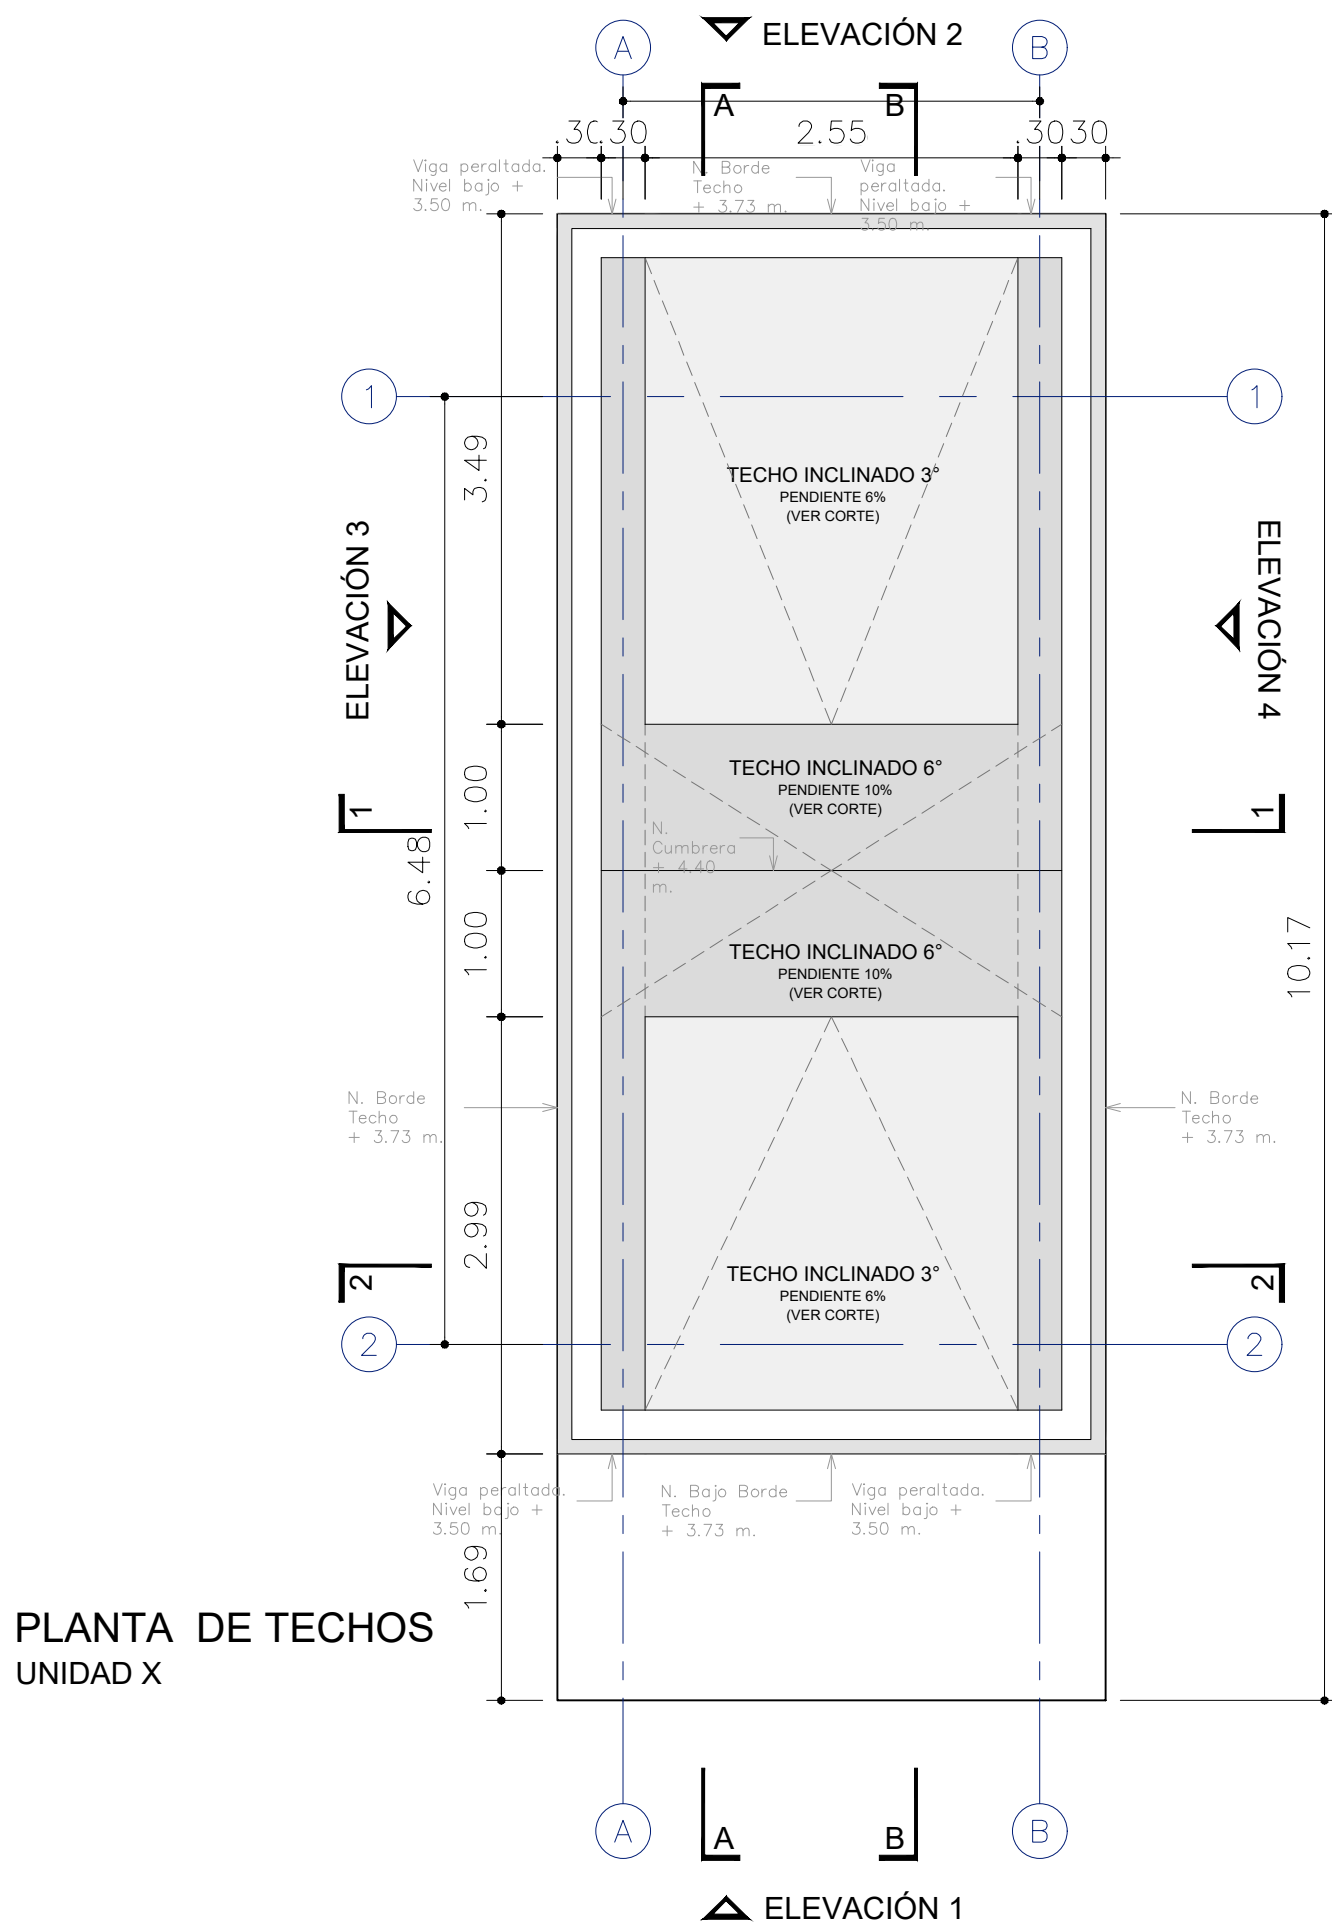 ELEVACIÓN 2
A
B
A
B
.30
.30
2.55
.30
.30
Viga peraltada.
Nivel bajo +
3.50 m.
N. Borde
Techo
+ 3.73 m.
Viga
peraltada.
Nivel bajo +
3.50 m.
1
1
3.49
TECHO INCLINADO 3°
PENDIENTE 6%
(VER CORTE)
ELEVACIÓN 3
ELEVACIÓN 4
1.00
TECHO INCLINADO 6°
PENDIENTE 10%
(VER CORTE)
1
1
N.
Cumbrera
+ 4.40
m.
6.48
1.00
TECHO INCLINADO 6°
PENDIENTE 10%
(VER CORTE)
10.17
N. Borde
Techo
+ 3.73 m.
N. Borde
Techo
+ 3.73 m.
2.99
TECHO INCLINADO 3°
PENDIENTE 6%
(VER CORTE)
2
2
2
2
Viga peraltada.
Nivel bajo +
3.50 m.
N. Bajo Borde
Techo
+ 3.73 m.
Viga peraltada.
Nivel bajo +
3.50 m.
1.69
PLANTA DE TECHOS
UNIDAD X
A
A
B
B
ELEVACIÓN 1